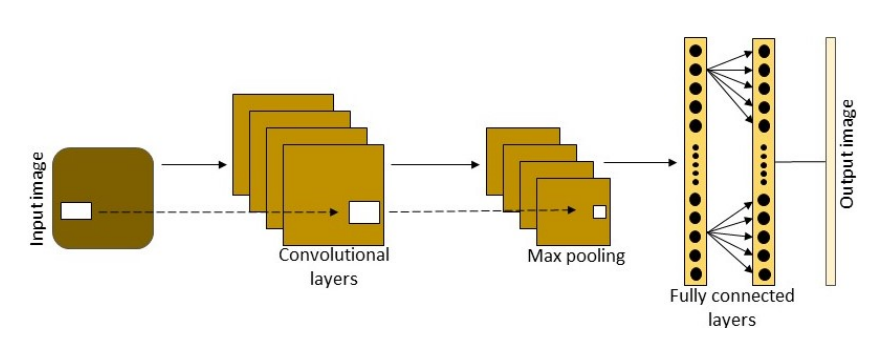 Input image
Convolutional
layers
Max pooling
Fully connected
layers
Output image